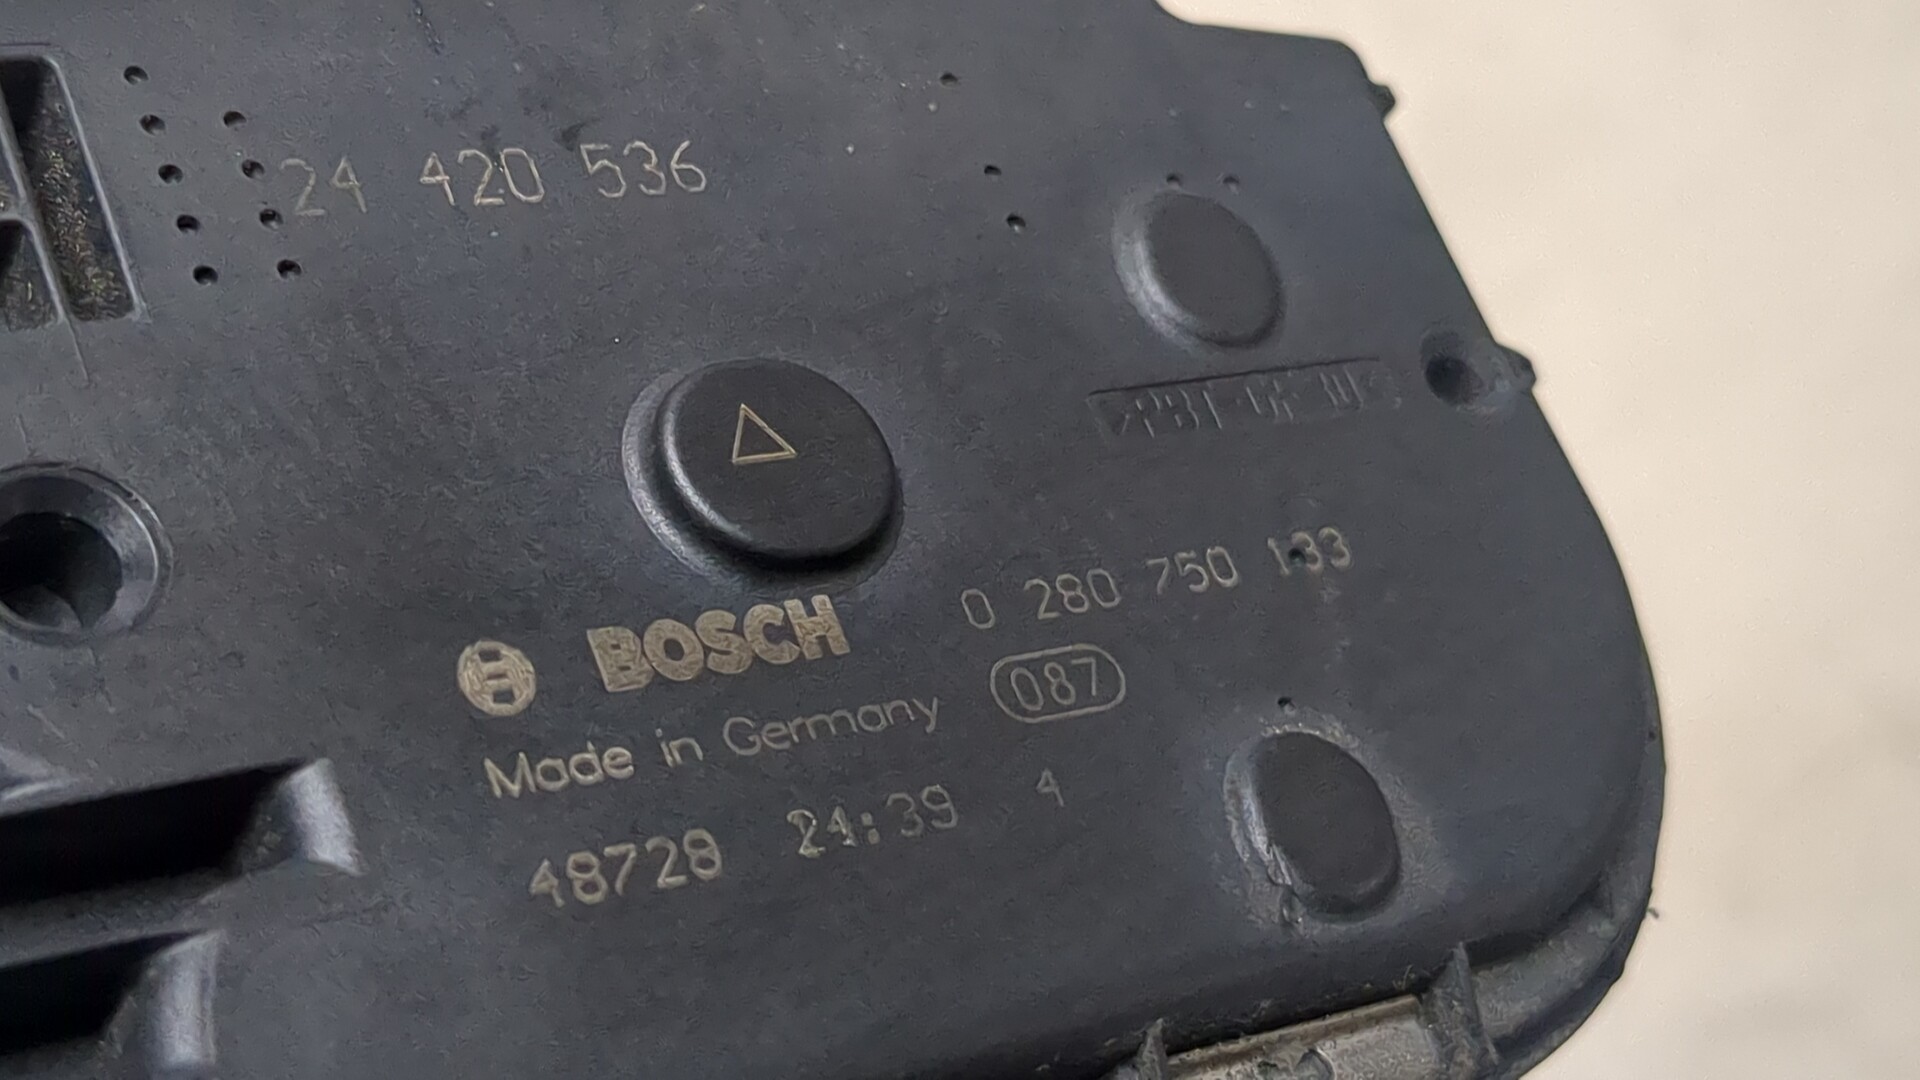 24 420 536
BOSCH 0 280 750 133
Made in Germany 087
48728 24:39 4